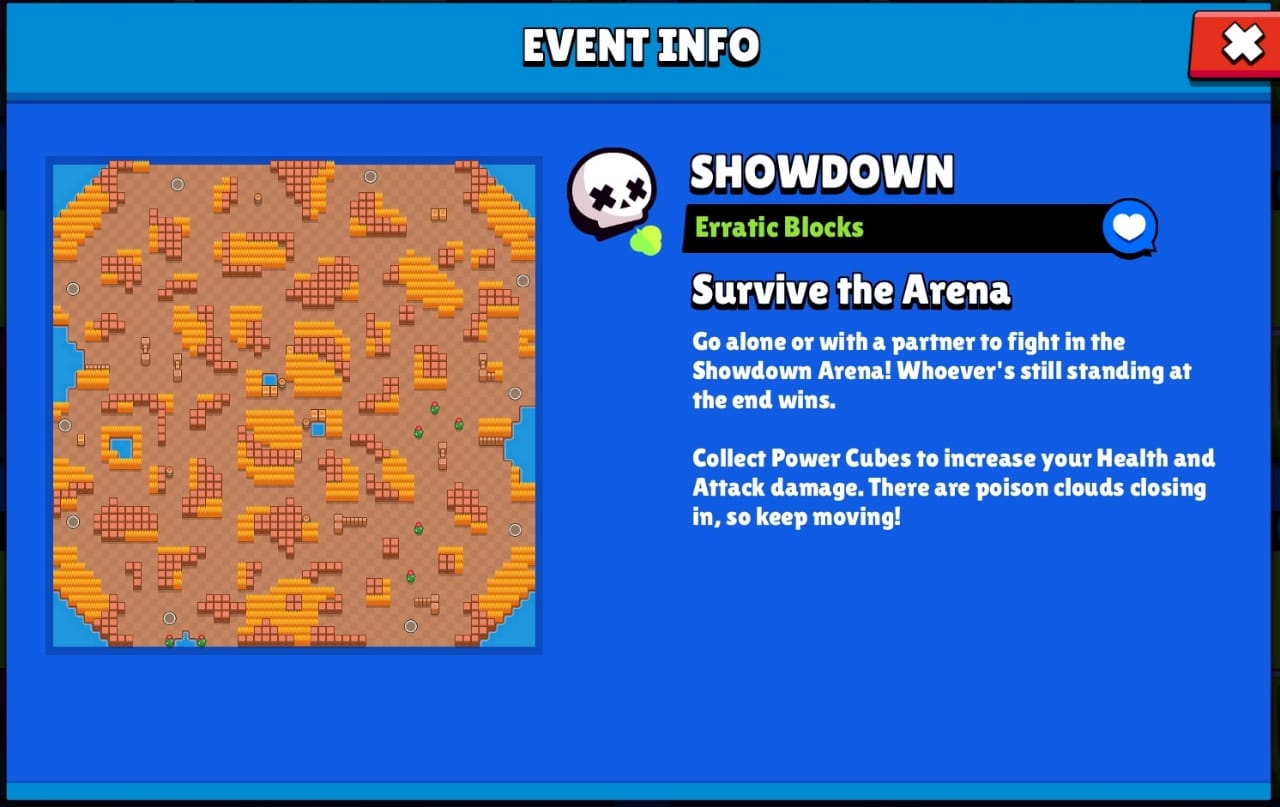 EVENT INFO
SHOWDOWN
Erratic Blocks
Survive the Arena
Go alone or with a partner to fight in the
Showdown Arena! Whoever's still standing at
the end wins.
Collect Power Cubes to increase your Health and
Attack damage. There are poison clouds closing
in, so keep moving!